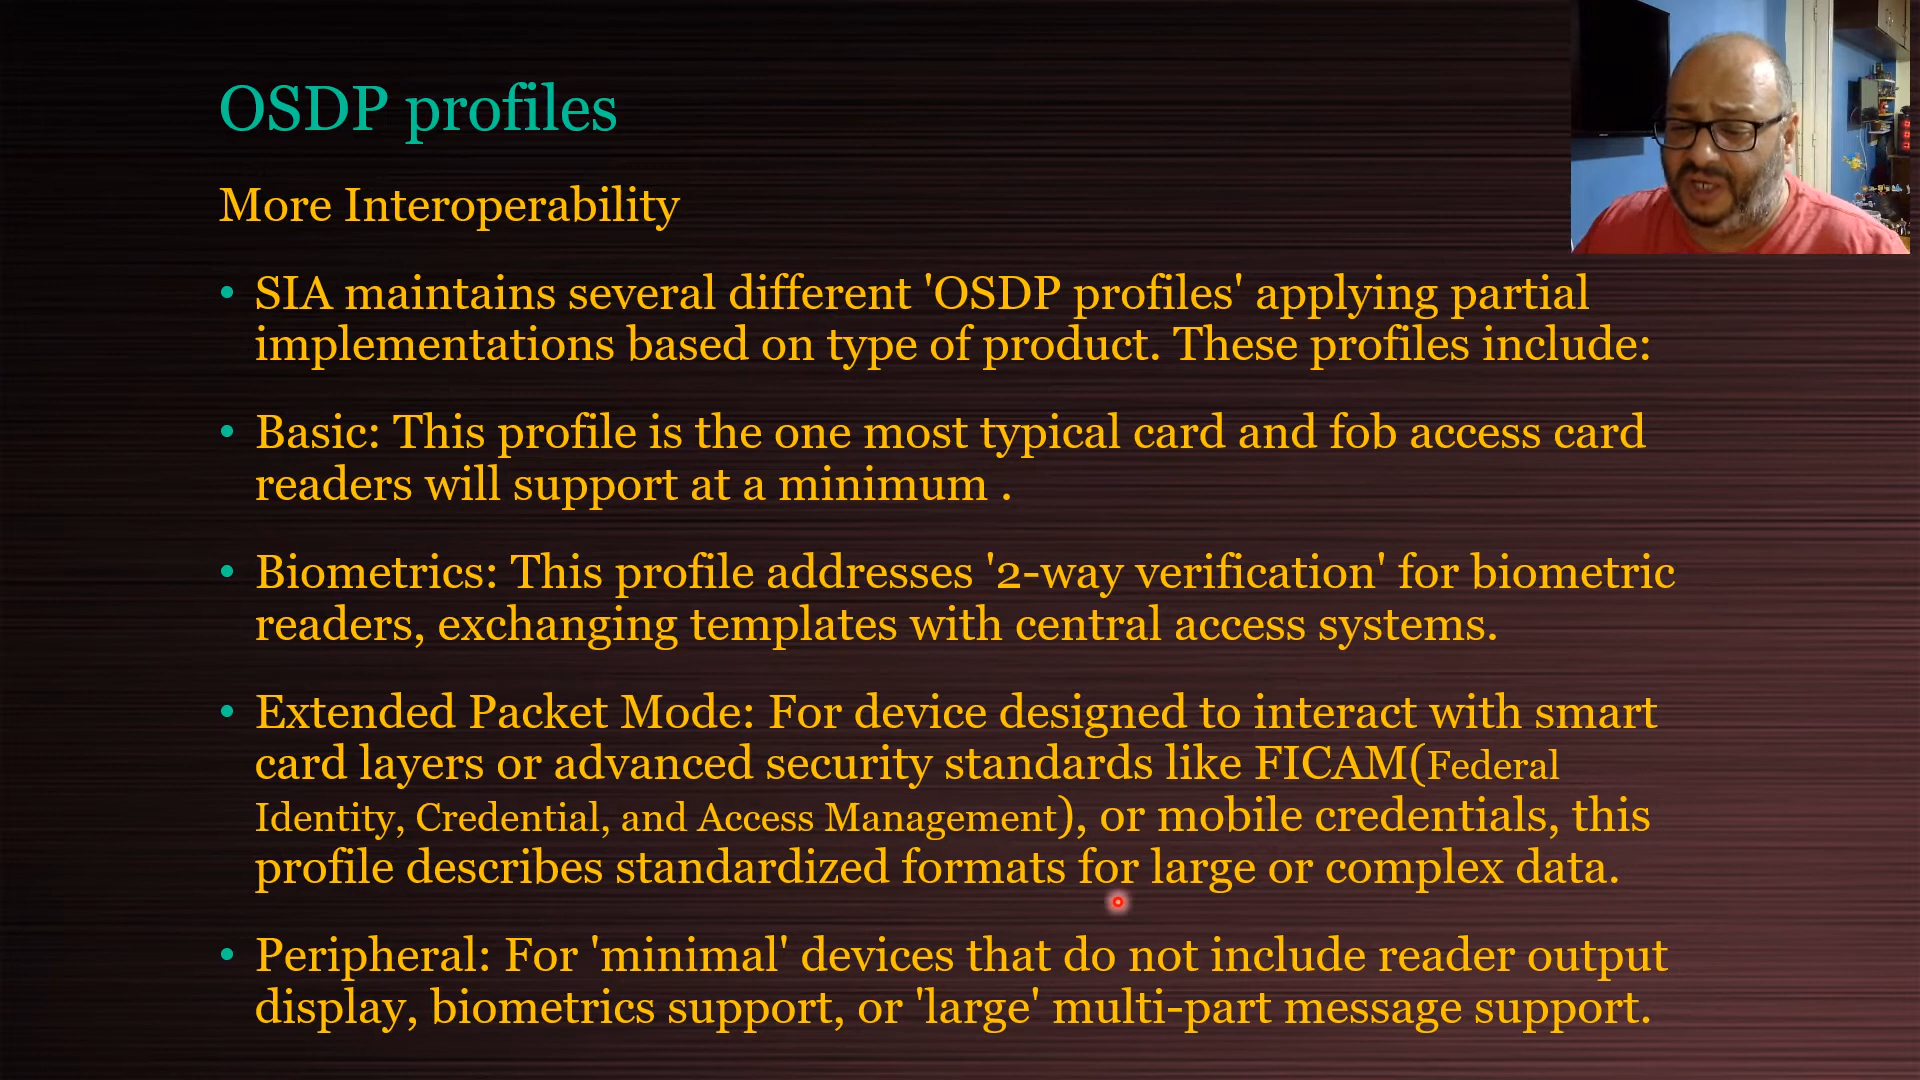 OSDP profiles
More Interoperability
• SIA maintains several different 'OSDP profiles' applying partial
implementations based on type of product. These profiles include:
• Basic: This profile is the one most typical card and fob access card
readers will support at a minimum .
• Biometrics: This profile addresses '2-way verification' for biometric
readers, exchanging templates with central access systems.
• Extended Packet Mode: For device designed to interact with smart
card layers or advanced security standards like FICAM(Federal
Identity, Credential, and Access Management), or mobile credentials, this
profile describes standardized formats for large or complex data.
• Peripheral: For 'minimal' devices that do not include reader output
display, biometrics support, or 'large' multi-part message support.